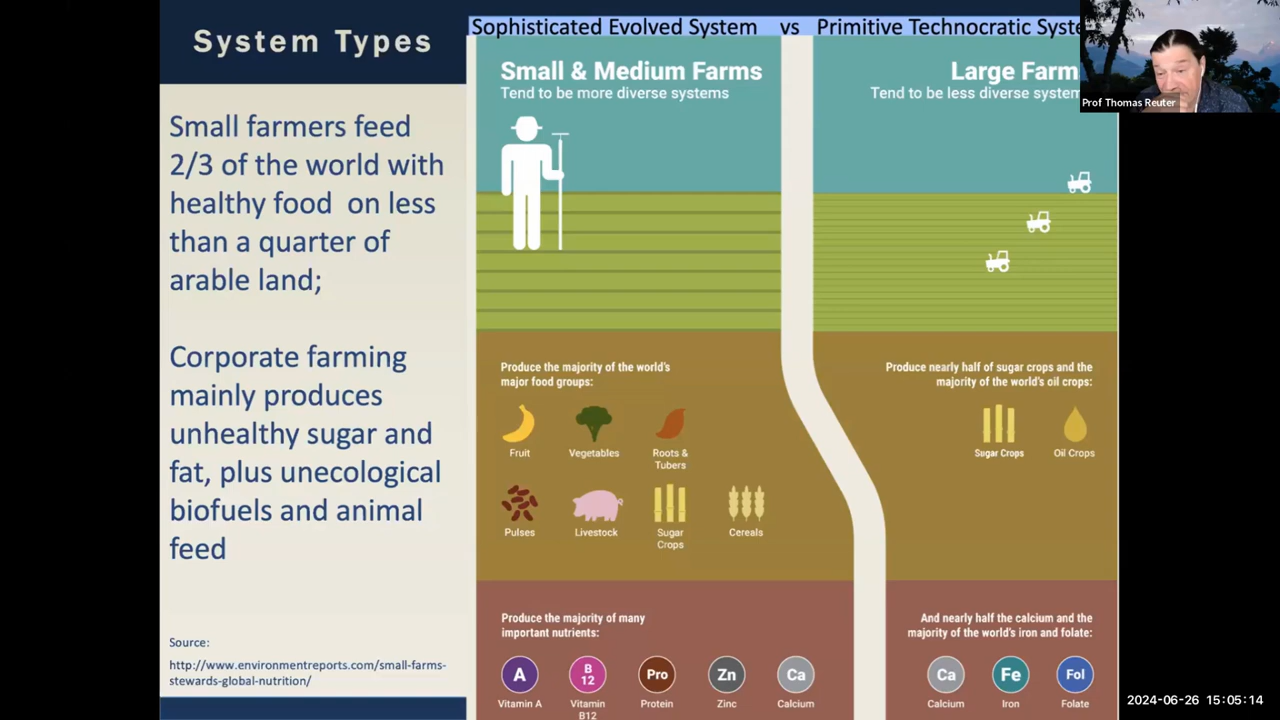 System Types
Small farmers feed
2/3 of the world with
healthy food on less
than a quarter of
arable land;
Corporate farming
mainly produces
unhealthy sugar and
fat, plus unecological
biofuels and animal
feed
Source:
http://www.environmentreports.com/small-farms-
stewards-global-nutrition/
Sophisticated Evolved System vs Primitive Technocratic Syste
Small & Medium Farms
Tend to be more diverse systems
Produce the majority of the world's
major food groups:
Fruit
Vegetables
Roots &
Tubers
Pulses
Livestock
Sugar
Crops
Cereals
Produce the majority of many
important nutrients:
A
B
12
Pro
Zn
Ca
Vitamin A
Vitamin
B12
Protein
Zinc
Calcium
Large Farm
Tend to be less diverse system
Produce nearly half of sugar crops and the
majority of the world's oil crops:
Sugar Crops
Oil Crops
And nearly half the calcium and the
majority of the world's iron and folate:
Ca
Fe
Fol
Calcium
Iron
Folate
Prof Thomas Reuter
2024-06-26 15:05:14